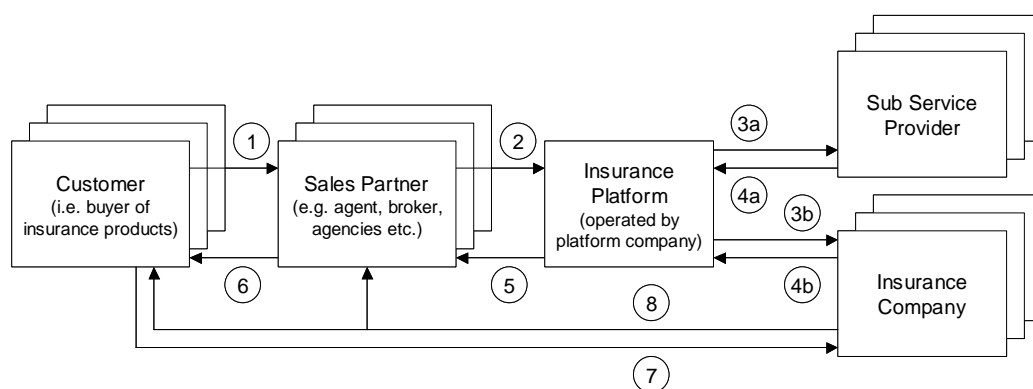 Sub Service
Provider
1
2
3a
Customer
(i.e. buyer of
insurance products)
Sales Partner
(e.g. agent, broker,
agencies etc.)
Insurance
Platform
(operated by
platform company)
4a
3b
6
5
4b
8
Insurance
Company
7